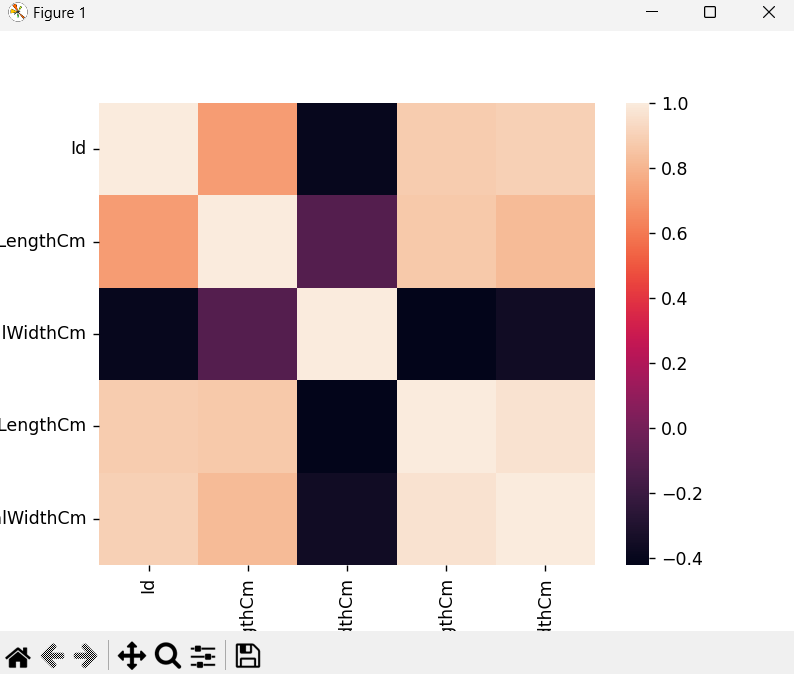 Figure 1
Id
LengthCm
lWidthCm
LengthCm
lWidthCm
1.0
0.8
0.6
0.4
0.2
0.0
−0.2
−0.4
Id
gthCm
dthCm
gthCm
dthCm